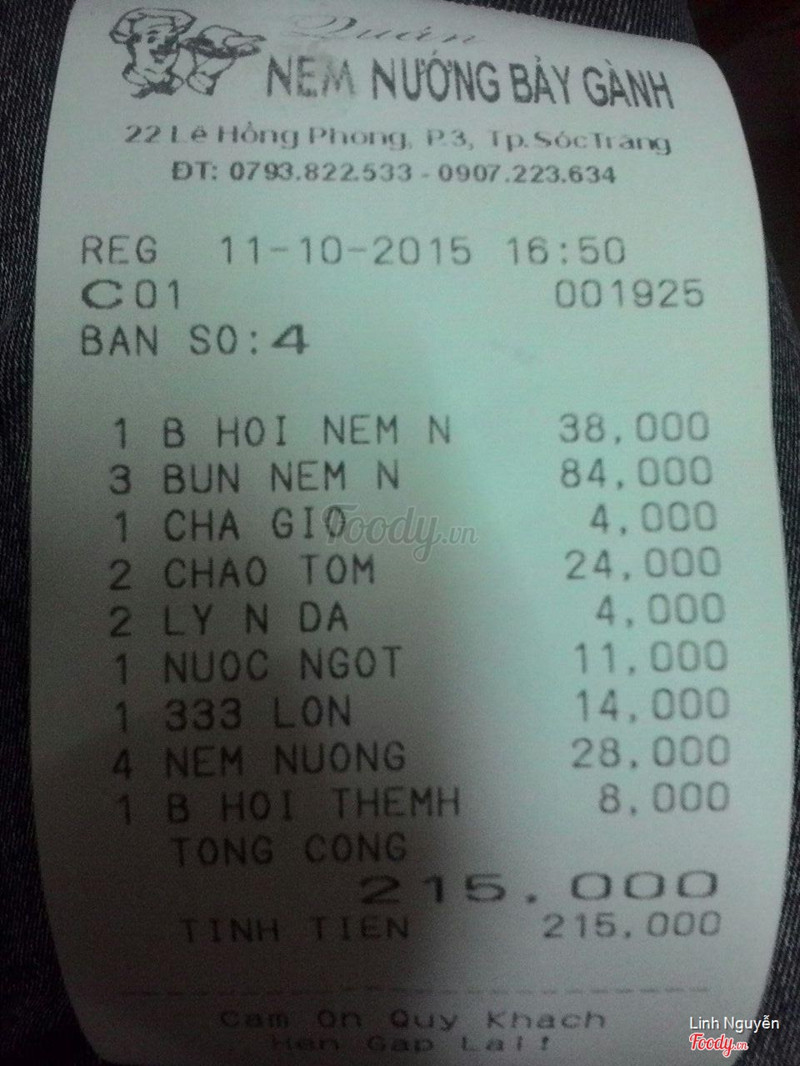 Quán
NEM NƯỚNG BẢY GÀNH
22 Lê Hồng Phong, P.3, Tp.SócTrăng
ĐT: 0793.822.533 - 0907.223.634
REG 11-10-2015 16:50
C01 001925
BAN SO:4
1 B HOI NEM N 38,000
3 BUN NEM N 84,000
1 CHA GIO 4,000
2 CHAO TOM 24,000
2 LY N DA 4,000
1 NUOC NGOT 11,000
1 333 LON 14,000
4 NEM NUONG 28,000
1 B HOI THEMH 8,000
TONG CONG
215.000
TINH TIEN 215,000
Cam On Quy Khach
Hen Gap Lai!
Foody.vn
Linh Nguyễn
Foody.vn